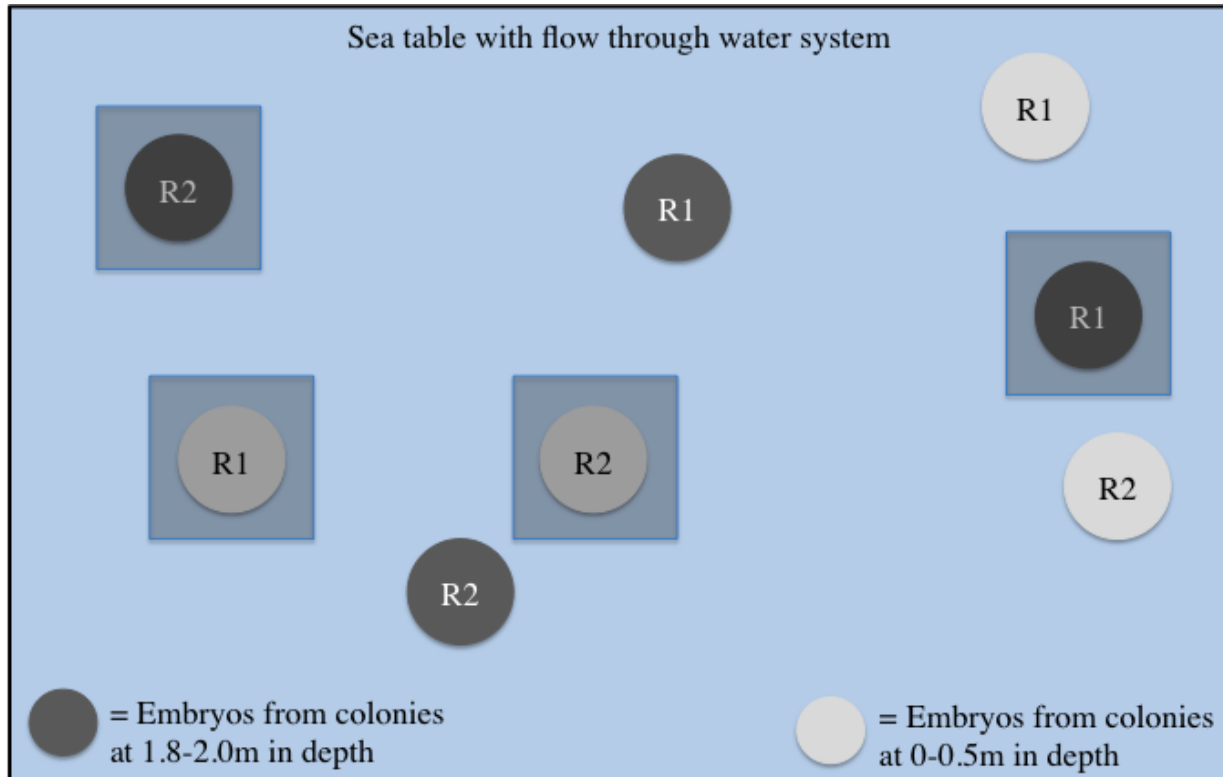 Sea table with flow through water system
R1
R2
R1
R1
R1
R2
R2
R2
= Embryos from colonies
at 1.8-2.0m in depth
= Embryos from colonies
at 0-0.5m in depth